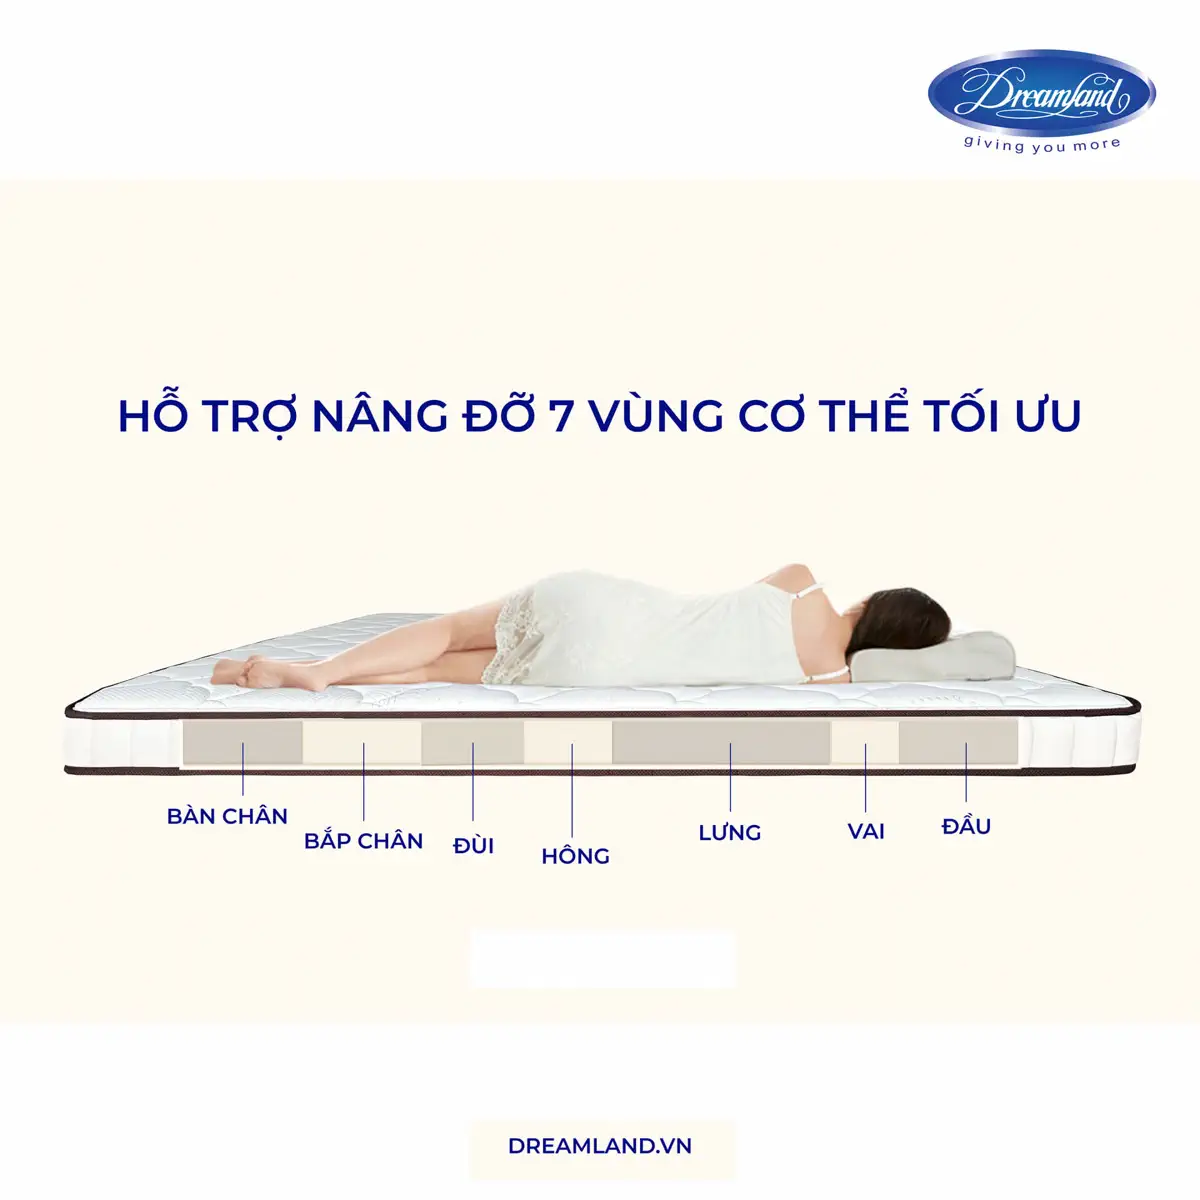 Dreamland
giving you more
HỖ TRỢ NÂNG ĐỠ 7 VÙNG CƠ THỂ TỐI ƯU
BÀN CHÂN
BẮP CHÂN
ĐÙI
HÔNG
LƯNG
VAI
ĐẦU
DREAMLAND.VN